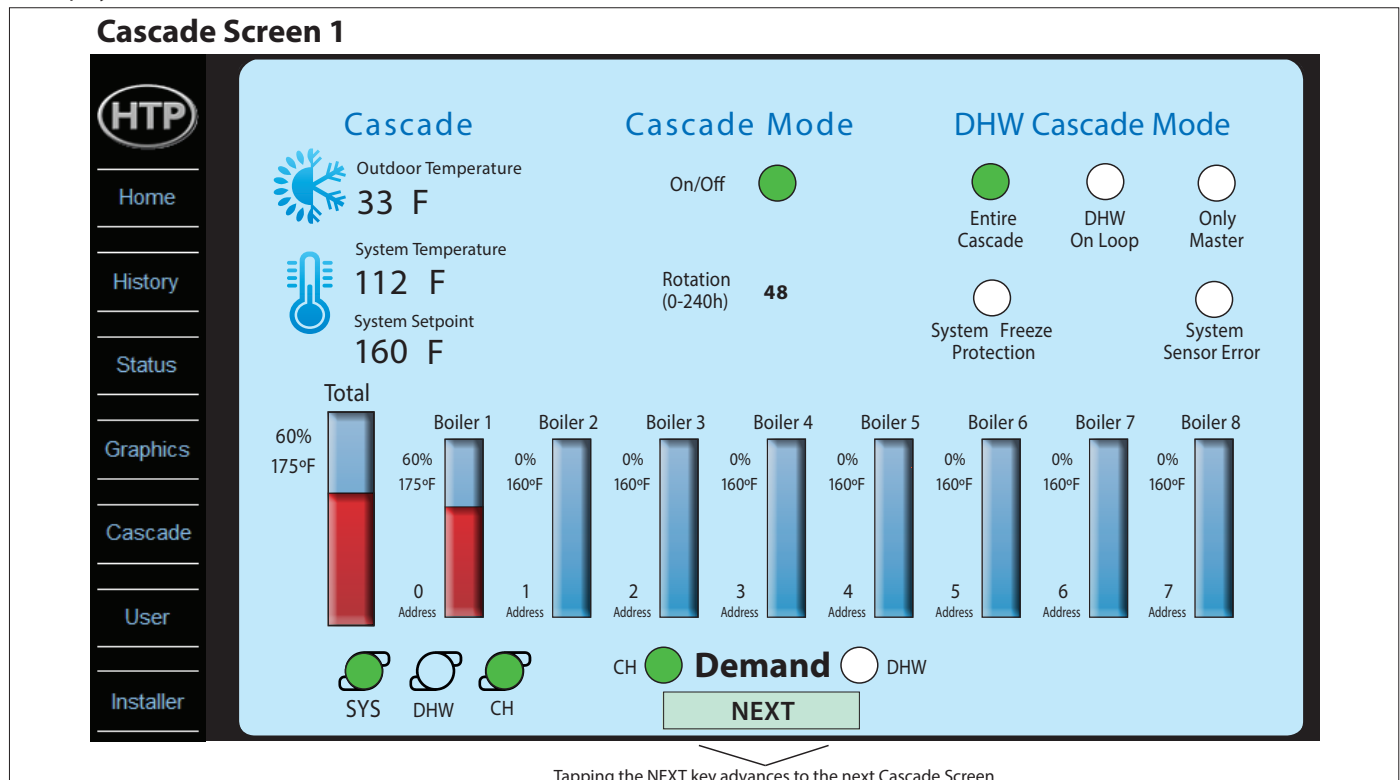 Cascade Screen 1
HTP
Home
History
Status
Graphics
Cascade
User
Installer
Cascade
Outdoor Temperature
33 F
System Temperature
112 F
System Setpoint
160 F
Cascade Mode
On/Off
Rotation
(0-240h)
48
DHW Cascade Mode
Entire
Cascade
DHW
On Loop
Only
Master
System Freeze
Protection
System
Sensor Error
Total
60%
175ºF
Boiler 1
60%
175ºF
0
Address
Boiler 2
0%
160ºF
1
Address
Boiler 3
0%
160ºF
2
Address
Boiler 4
0%
160ºF
3
Address
Boiler 5
0%
160ºF
4
Address
Boiler 6
0%
160ºF
5
Address
Boiler 7
0%
160ºF
6
Address
Boiler 8
0%
160ºF
7
Address
SYS
DHW
CH
CH Demand DHW
NEXT
Tapping the NEXT key advances to the next Cascade Screen